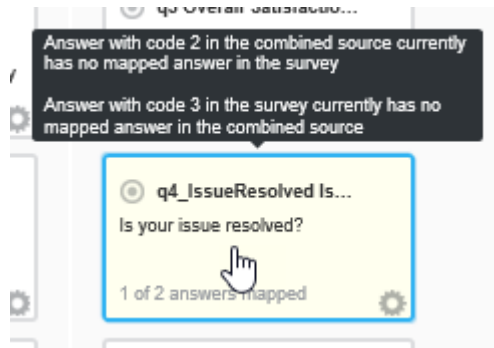 q3 Overall Satisfactio...
Answer with code 2 in the combined source currently
has no mapped answer in the survey
Answer with code 3 in the survey currently has no
mapped answer in the combined source
q4_IssueResolved Is...
Is your issue resolved?
1 of 2 answers mapped